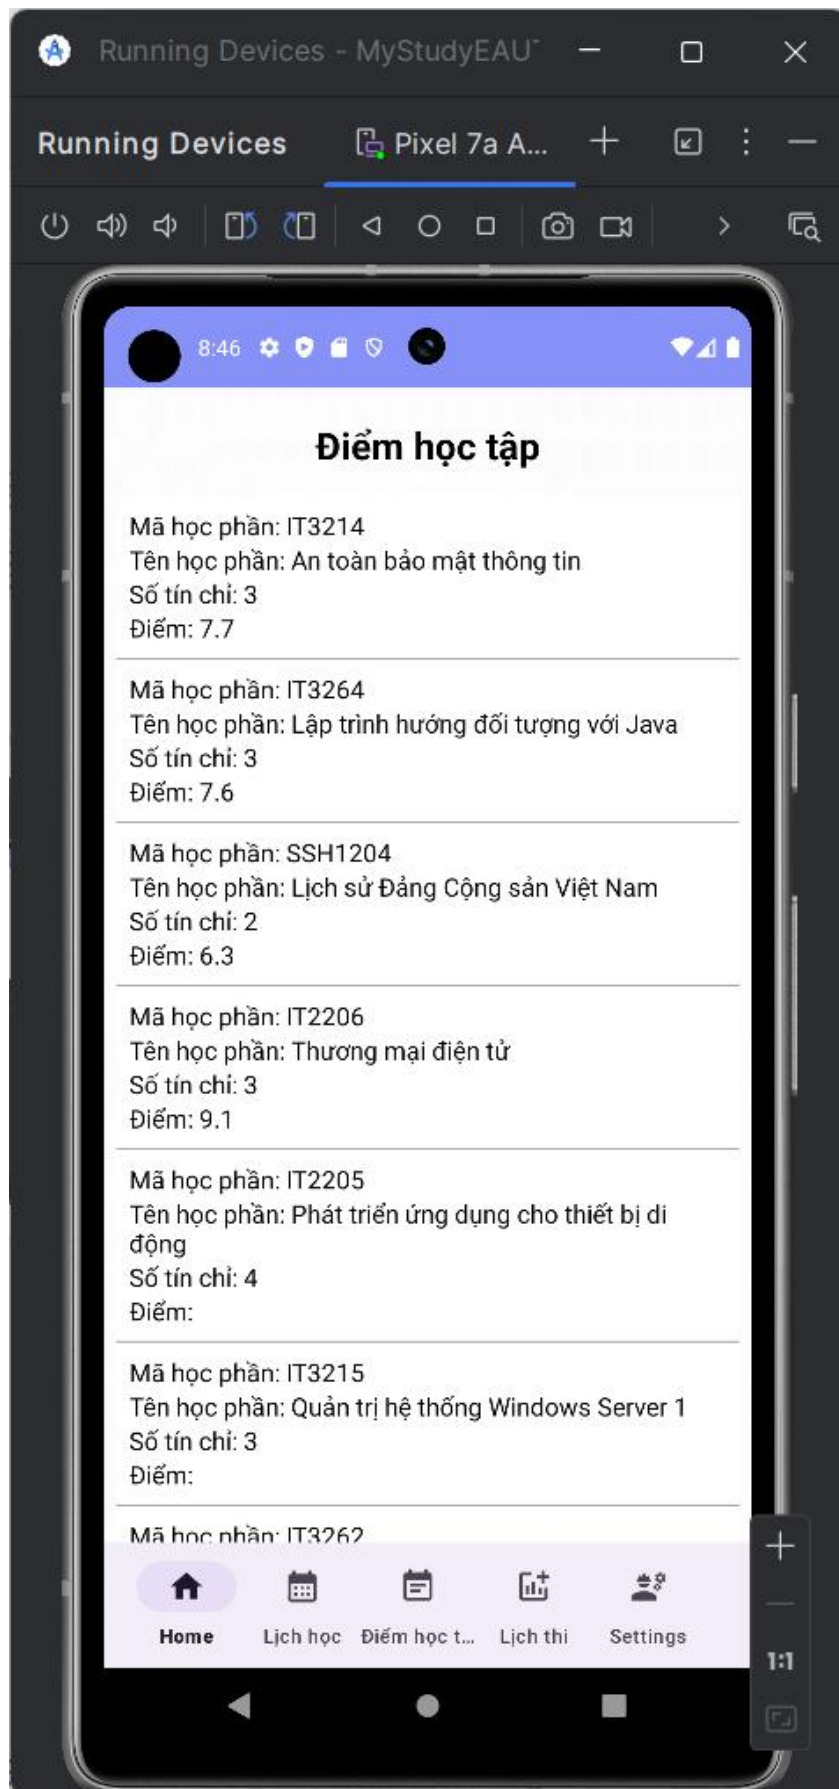 Running Devices - MyStudyEAUT
Running Devices
Pixel 7a A...
8:46
Điểm học tập
Mã học phần: IT3214
Tên học phần: An toàn bảo mật thông tin
Số tín chỉ: 3
Điểm: 7.7
Mã học phần: IT3264
Tên học phần: Lập trình hướng đối tượng với Java
Số tín chỉ: 3
Điểm: 7.6
Mã học phần: SSH1204
Tên học phần: Lịch sử Đảng Cộng sản Việt Nam
Số tín chỉ: 2
Điểm: 6.3
Mã học phần: IT2206
Tên học phần: Thương mại điện tử
Số tín chỉ: 3
Điểm: 9.1
Mã học phần: IT2205
Tên học phần: Phát triển ứng dụng cho thiết bị di
động
Số tín chỉ: 4
Điểm:
Mã học phần: IT3215
Tên học phần: Quản trị hệ thống Windows Server 1
Số tín chỉ: 3
Điểm:
Mã học phần: IT3262
Home Lịch học Điểm học t... Lịch thi Settings
1:1